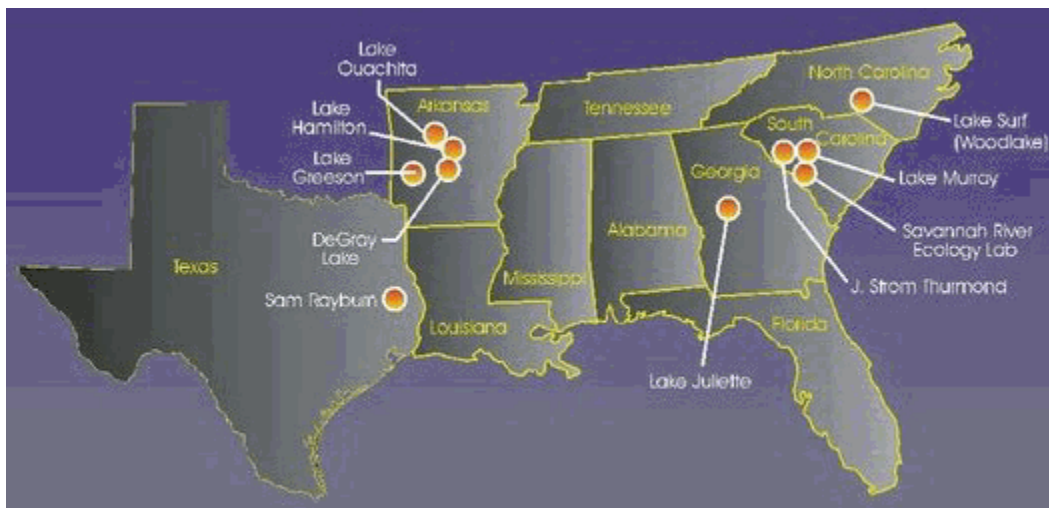 Lake
Ouachita
Lake
Hamilton
Lake
Greeson
DeGray
Lake
Sam Rayburn
Texas
Arkansas
Louisiana
Mississippi
Tennessee
Alabama
Georgia
Florida
South
Carolina
North Carolina
Lake Surf
(Woodlake)
Lake Murray
Savannah River
Ecology Lab
J. Strom Thurmond
Lake Juliette